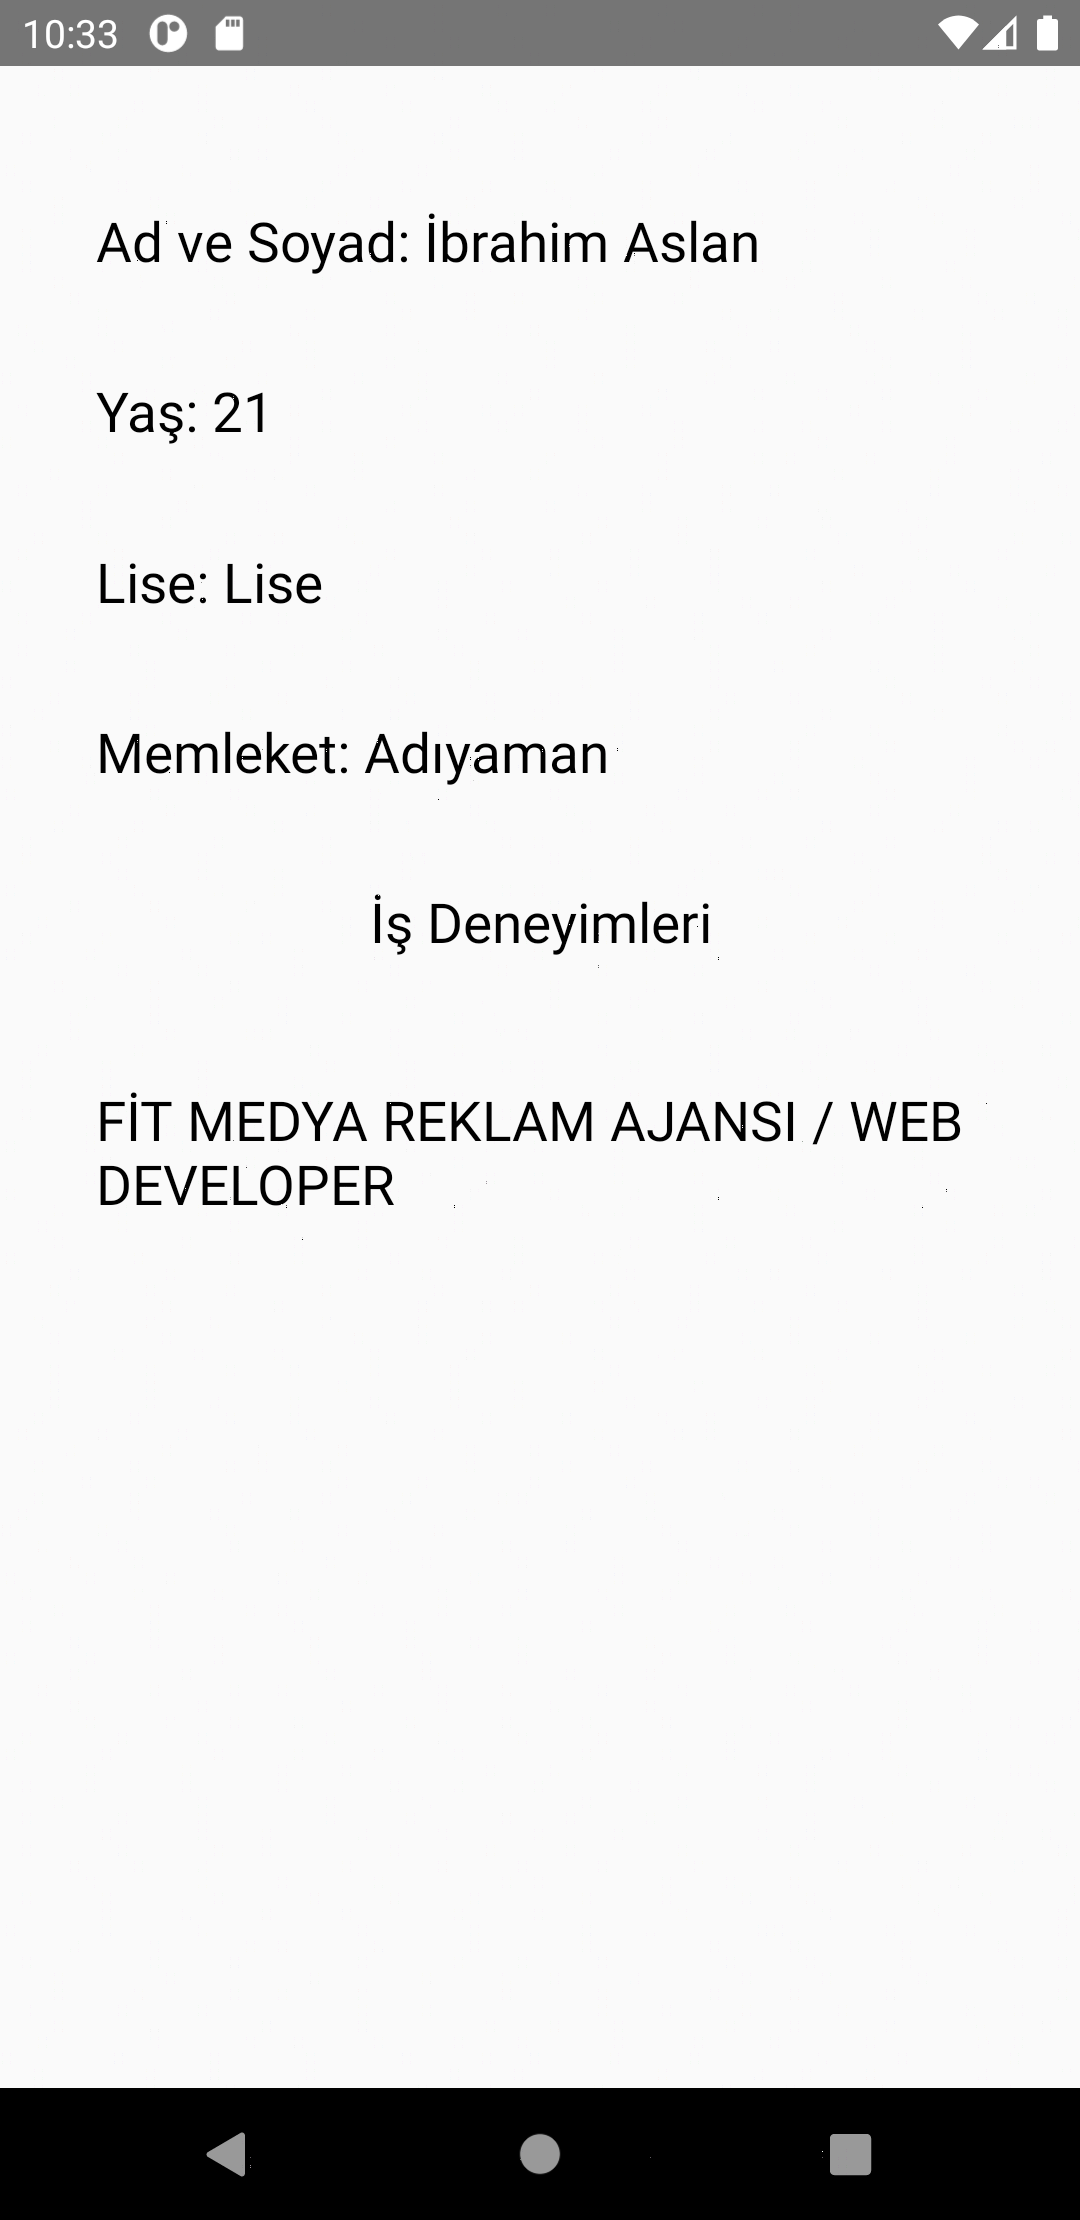 10:33
Ad ve Soyad: İbrahim Aslan
Yaş: 21
Lise: Lise
Memleket: Adıyaman
İş Deneyimleri
FİT MEDYA REKLAM AJANSI / WEB
DEVELOPER